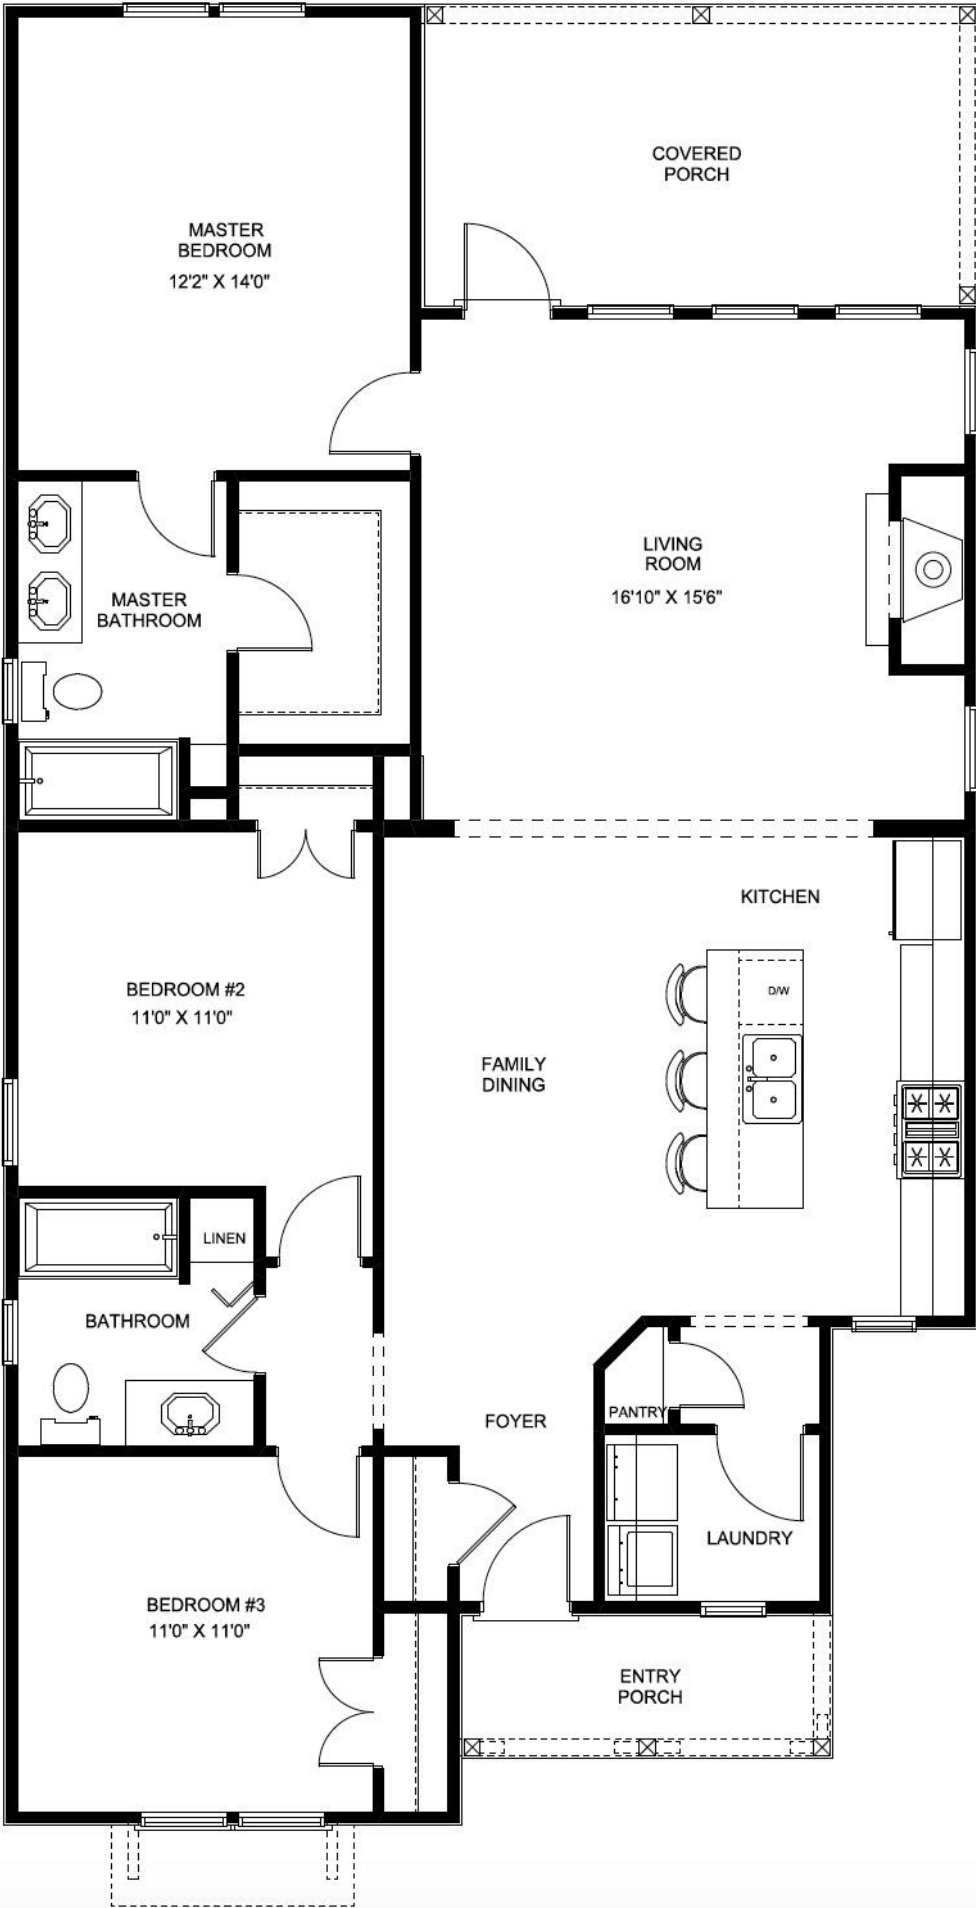 COVERED
PORCH
MASTER
BEDROOM
12'2" X 14'0"
LIVING
ROOM
16'10" X 15'6"
MASTER
BATHROOM
KITCHEN
BEDROOM #2
11'0" X 11'0"
D/W
FAMILY
DINING
LINEN
BATHROOM
PANTRY
FOYER
LAUNDRY
BEDROOM #3
11'0" X 11'0"
ENTRY
PORCH